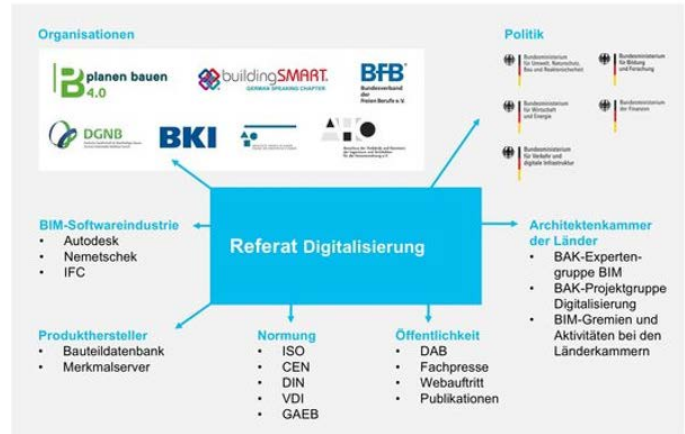 Organisationen
Politik
planen bauen
4.0
buildingSMART.
GERMAN SPEAKING CHAPTER
BFB
Bundesverband
der
Freien Berufe e.V.
DGNB
BKI
AHO
Bundesministerium
für Umwelt, Naturschutz,
Bau und Reaktorsicherheit
Bundesministerium
für Bildung
und Forschung
Bundesministerium
für Wirtschaft
und Energie
Bundesministerium
der Finanzen
Bundesministerium
für Verkehr und
digitale Infrastruktur
BIM-Softwareindustrie
• Autodesk
• Nemetschek
• IFC
Referat Digitalisierung
Architektenkammer
der Länder
• BAK-Experten-
gruppe BIM
• BAK-Projektgruppe
Digitalisierung
• BIM-Gremien und
Aktivitäten bei den
Länderkammern
Produkthersteller
• Bauteildatenbank
• Merkmalserver
Normung
• ISO
• CEN
• DIN
• VDI
• GAEB
Öffentlichkeit
• DAB
• Fachpresse
• Webauftritt
• Publikationen